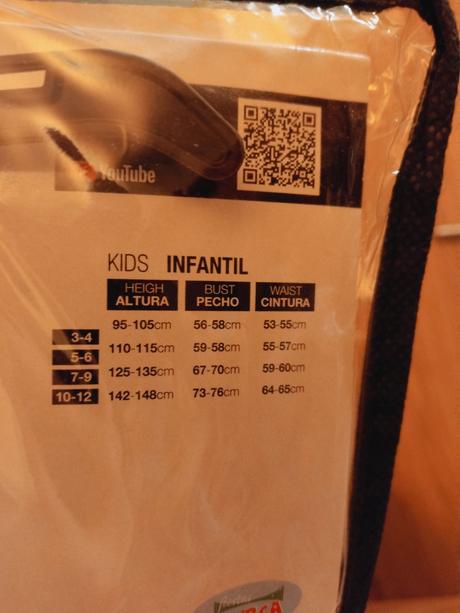 YouTube
KIDS INFANTIL
HEIGH BUST WAIST
ALTURA PECHO CINTURA
3-4 95-105cm 56-58cm 53-55cm
5-6 110-115cm 59-58cm 55-57cm
7-9 125-135cm 67-70cm 59-60cm
10-12 142-148cm 73-76cm 64-65cm